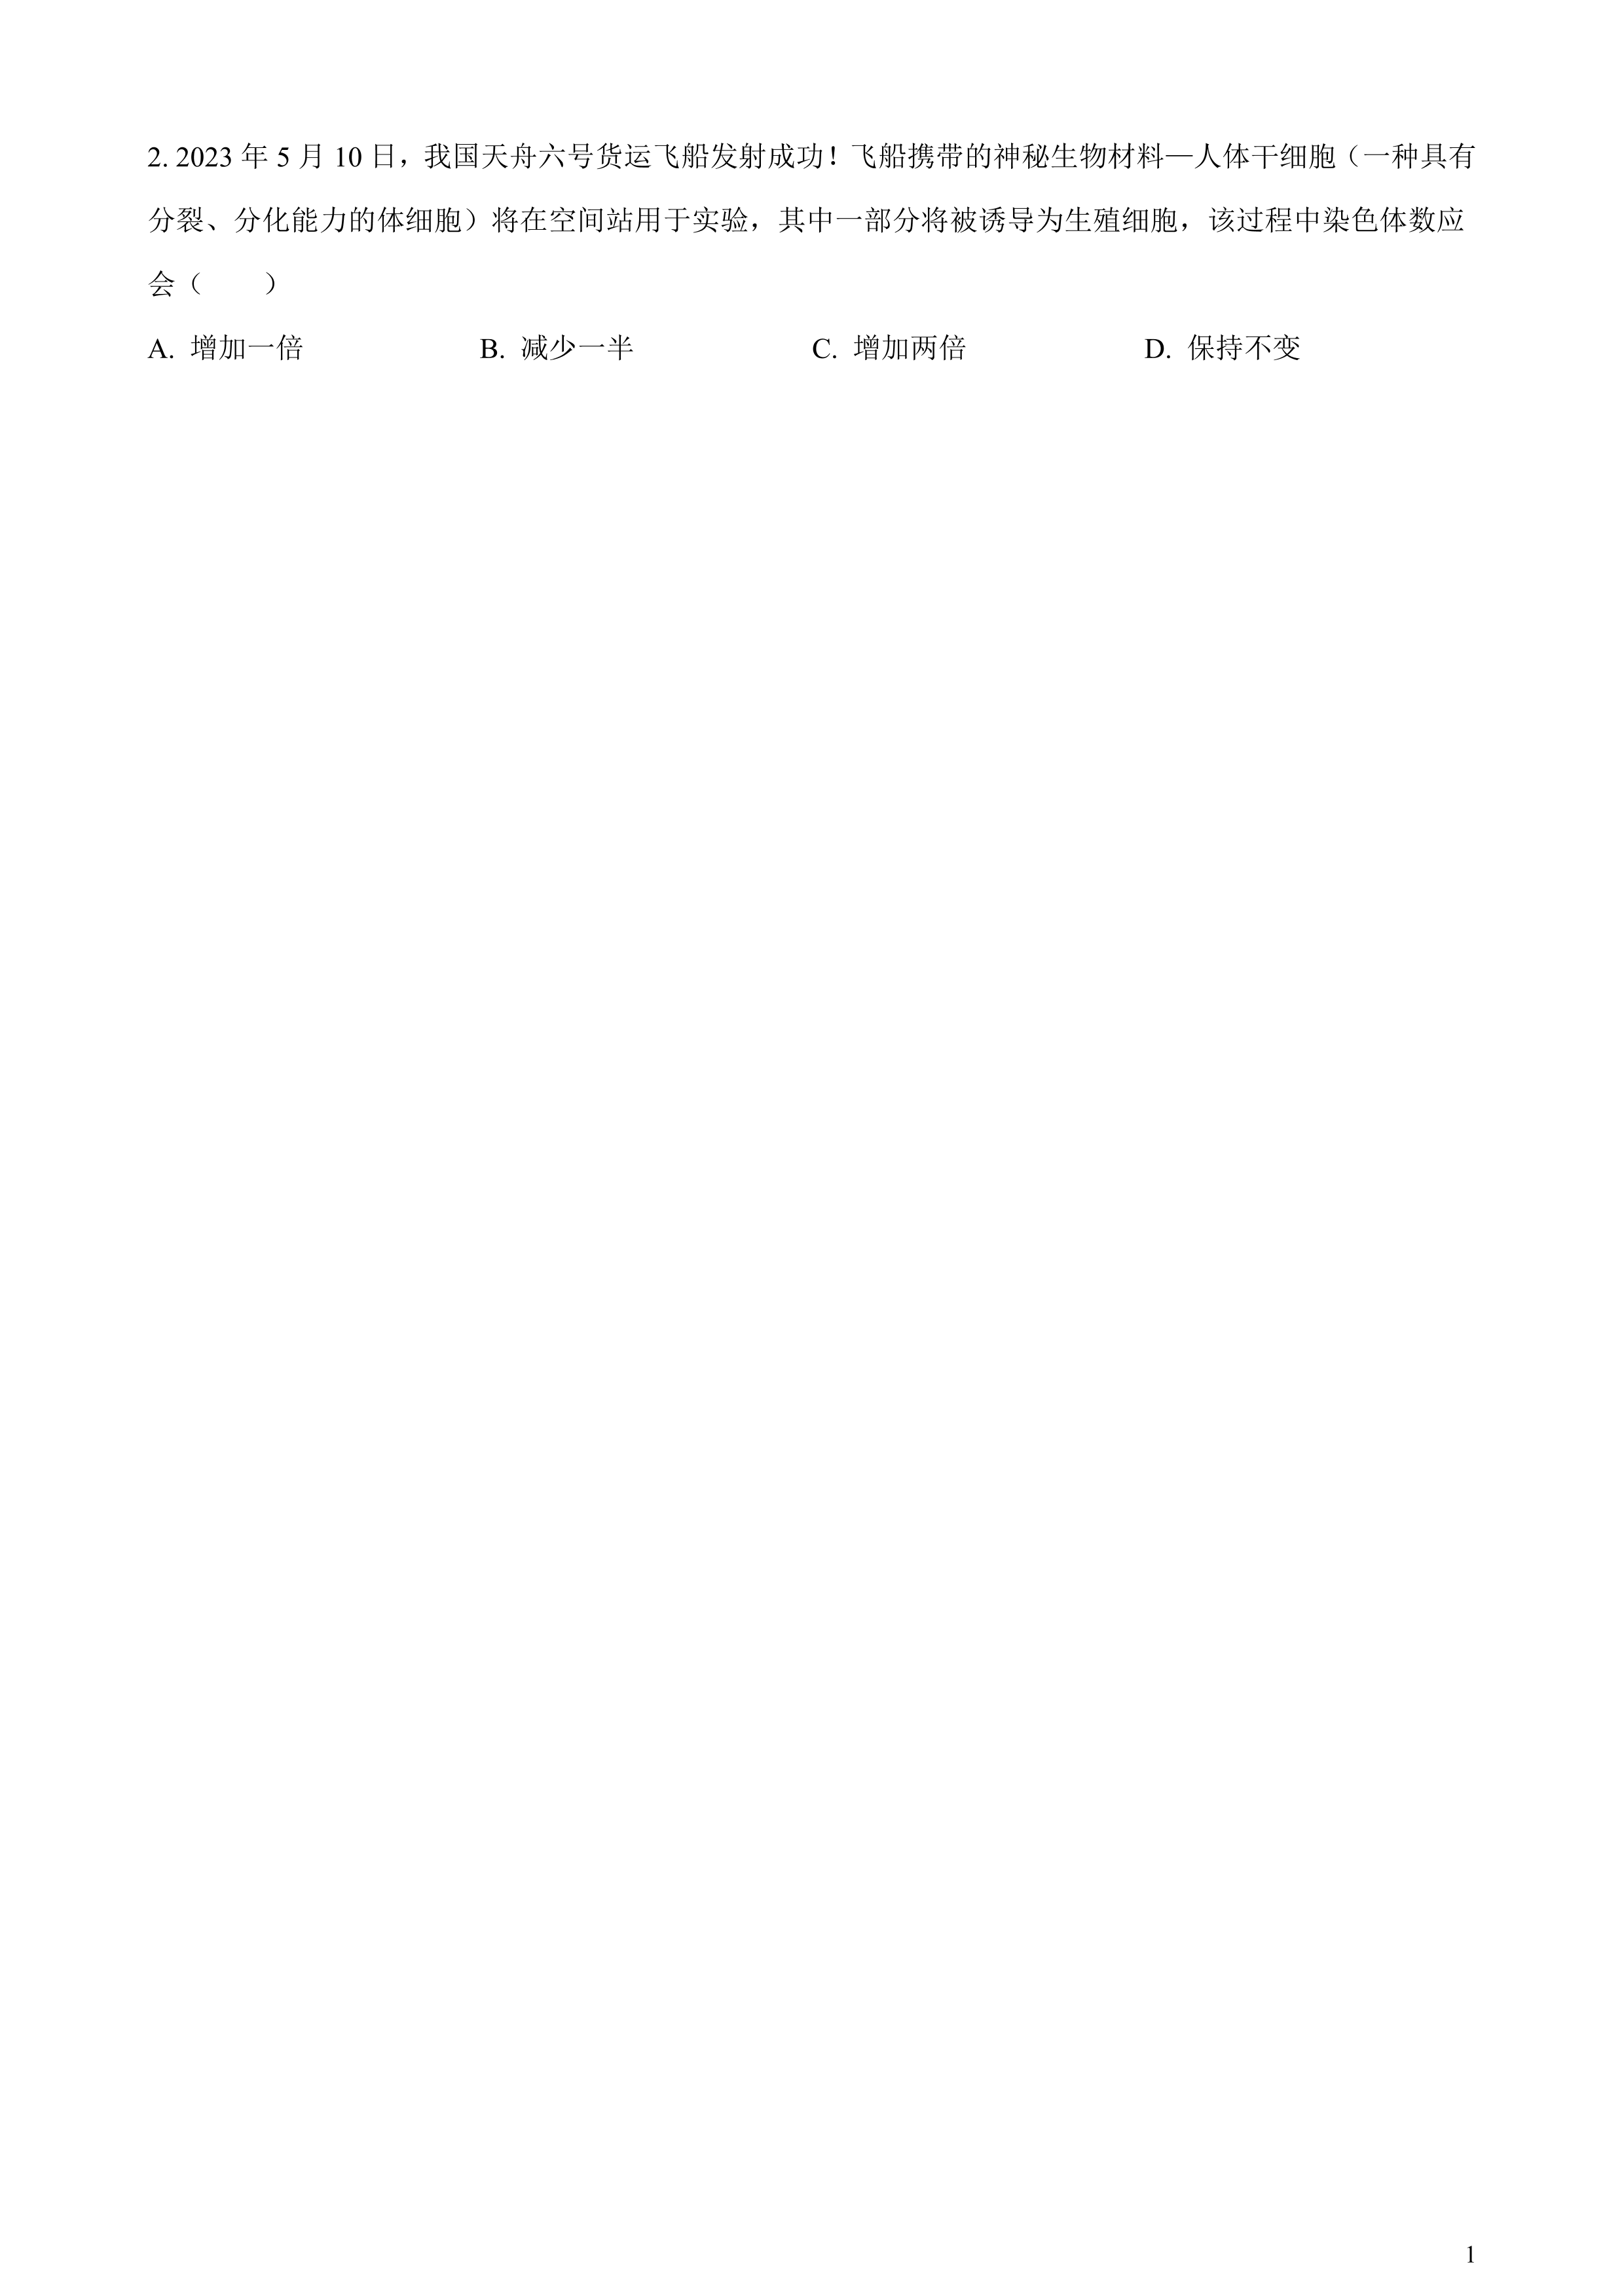 2. 2023 年 5 月 10 日，我国天舟六号货运飞船发射成功！飞船携带的神秘生物材料—人体干细胞（一种具有
分裂、分化能力的体细胞）将在空间站用于实验，其中一部分将被诱导为生殖细胞，该过程中染色体数应
会（　　）
A. 增加一倍 B. 减少一半 C. 增加两倍 D. 保持不变
1